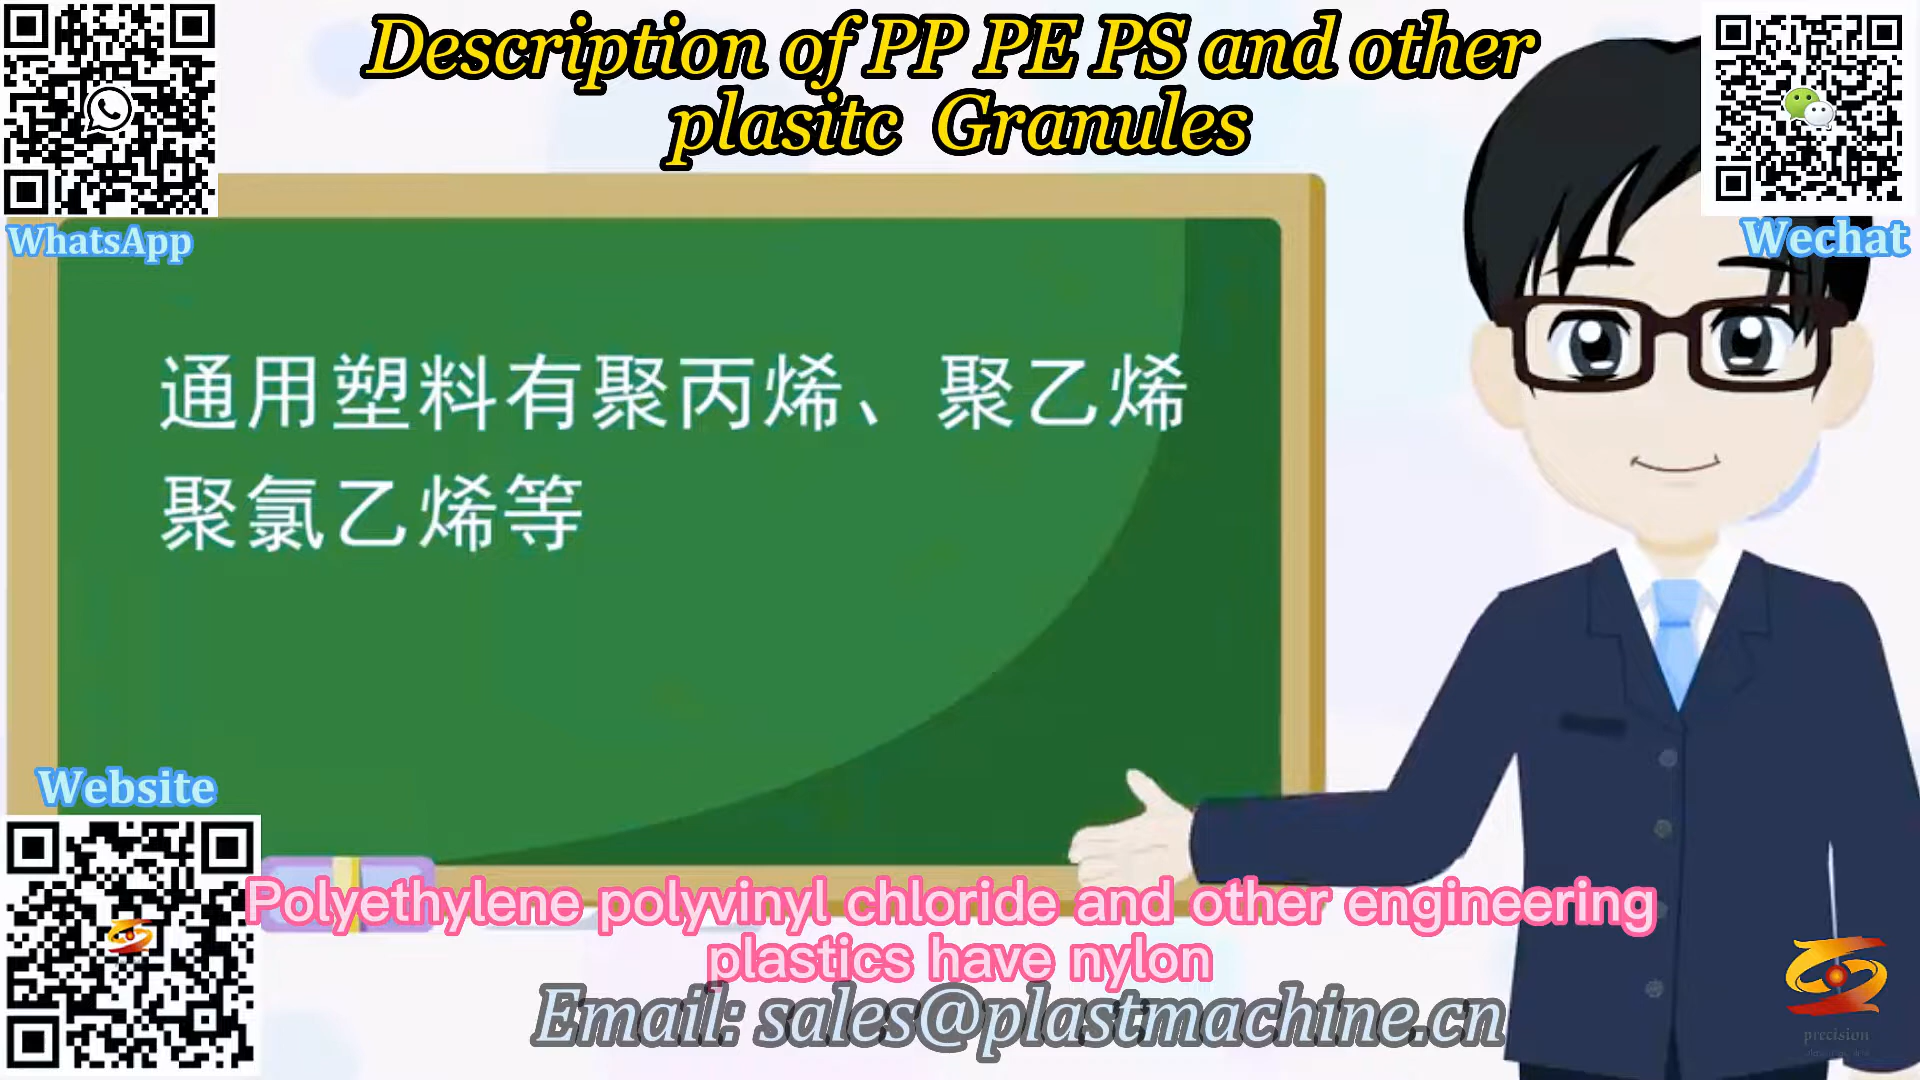 Description of PP PE PS and other
plasitc Granules
WhatsApp
Wechat
通用塑料有聚丙烯、聚乙烯
聚氯乙烯等
Website
Polyethylene polyvinyl chloride and other engineering
plastics have nylon
Email: sales@plastmachine.cn
precision